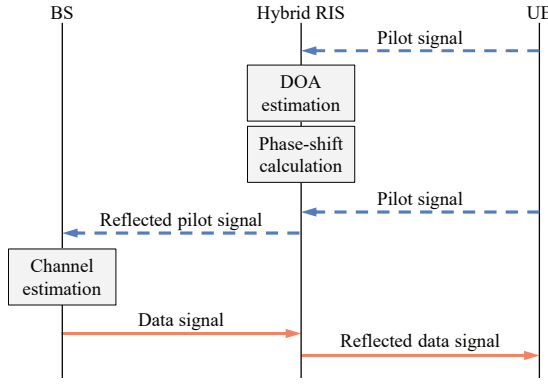 BS
Hybrid RIS
UE
Pilot signal
DOA
estimation
Phase-shift
calculation
Pilot signal
Reflected pilot signal
Channel
estimation
Data signal
Reflected data signal